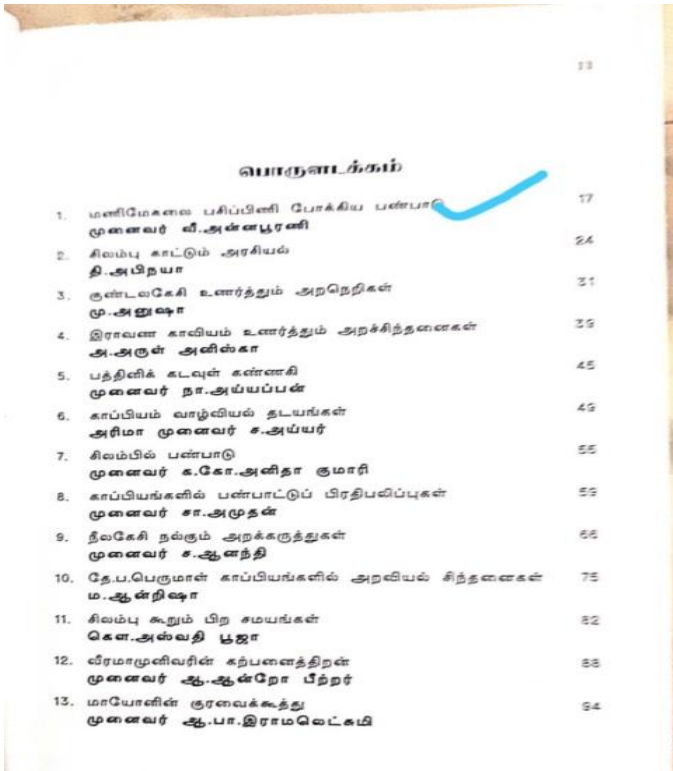 13
பொருளடக்கம்
1. மணிமேகலை பசிப்பிணி போக்கிய பண்பாடு 17
முனைவர் வீ.அன்னபூரணி
2. சிலம்பு காட்டும் அரசியல் 24
தி.அபிநயா
3. குண்டலகேசி உணர்த்தும் அறநெறிகள் 31
மு.அனுஷா
4. இராவண காவியம் உணர்த்தும் அறச்சிந்தனைகள் 39
அ.அருள் அனிஸ்கா
5. பத்தினிக் கடவுள் கண்ணகி 45
முனைவர் நா.அய்யப்பன்
6. காப்பியம் வாழ்வியல் தடயங்கள் 49
அரிமா முனைவர் ச.அய்யர்
7. சிலம்பில் பண்பாடு 55
முனைவர் க.கோ.அனிதா குமாரி
8. காப்பியங்களில் பண்பாட்டுப் பிரதிபலிப்புகள் 59
முனைவர் சா.அமுதன்
9. நீலகேசி நல்கும் அறக்கருத்துகள் 66
முனைவர் ச.ஆனந்தி
10. தே.ப.பெருமாள் காப்பியங்களில் அறவியல் சிந்தனைகள் 75
ம.ஆன்றிஷா
11. சிலம்பு கூறும் பிற சமயங்கள் 82
கௌ.அஸ்வதி பூஜா
12. வீரமாமுனிவரின் கற்பனைத்திறன் 88
முனைவர் ஆ.ஆன்றோ பீற்றர்
13. மாயோனின் குரவைக்கூத்து 94
முனைவர் ஆ.பா.இராமலெட்சுமி